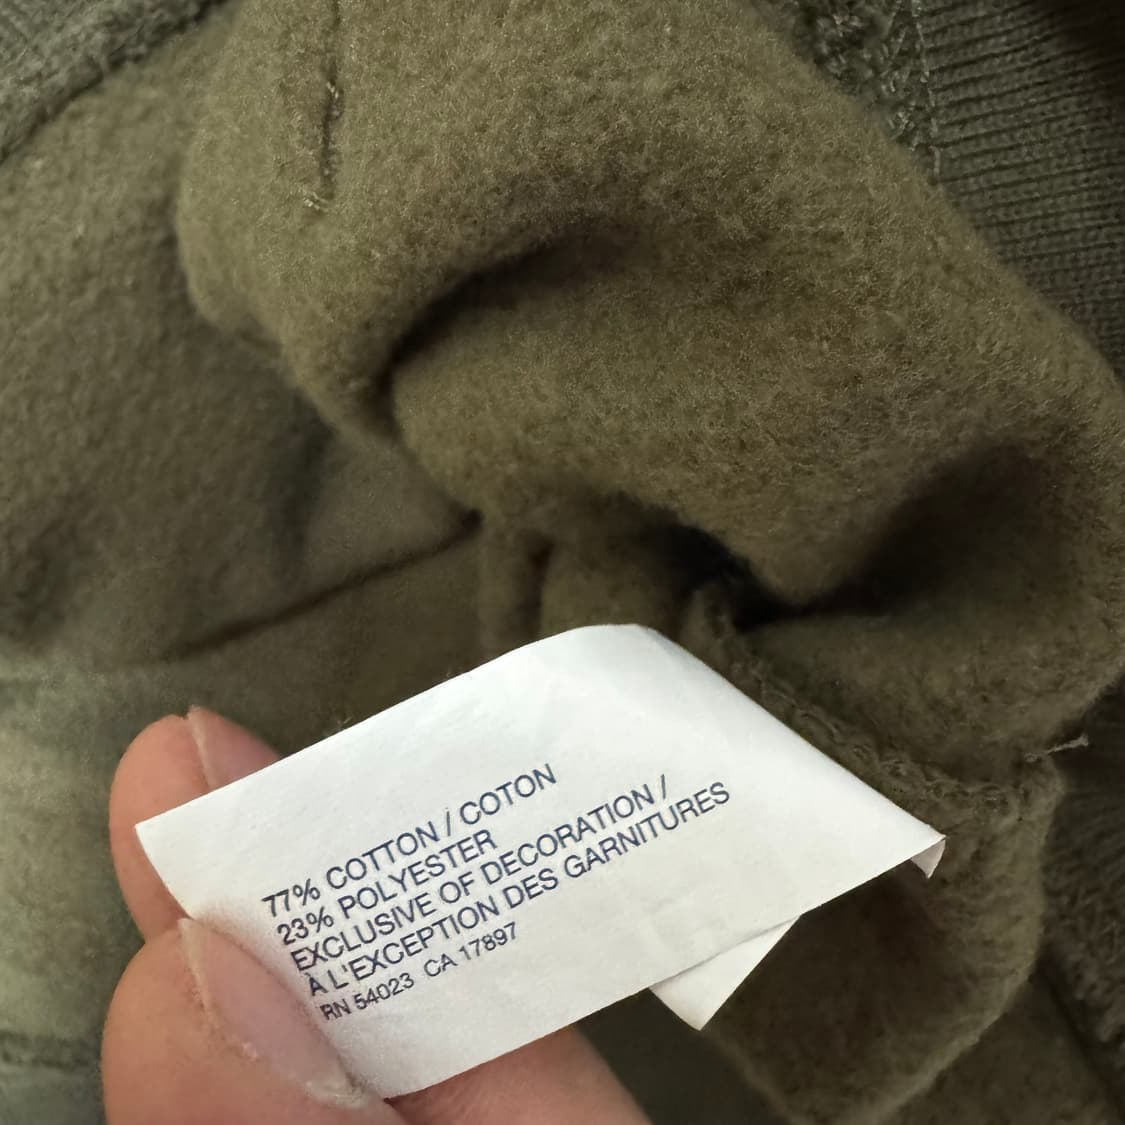 77% COTTON / COTON
23% POLYESTER
EXCLUSIVE OF DECORATION /
À L'EXCEPTION DES GARNITURES
RN 54023 CA 17897